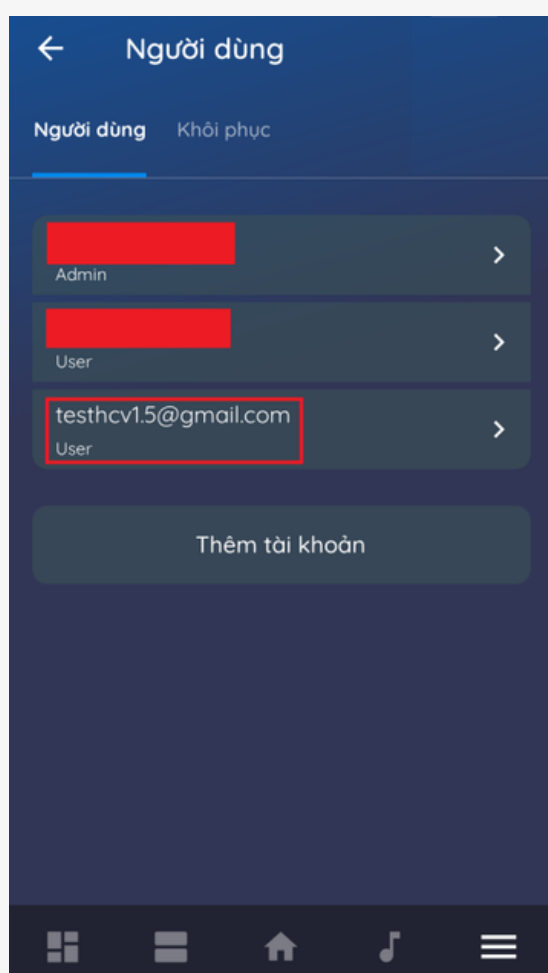 Người dùng
Người dùng Khôi phục
Admin
User
testhcv1.5@gmail.com
User
Thêm tài khoản